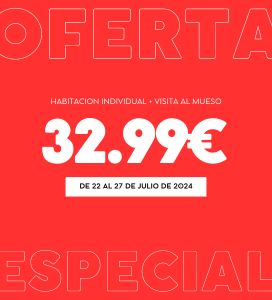 OFERTA
HABITACION INDIVIDUAL + VISITA AL MUESO
32.99€
DE 22 AL 27 DE JULIO DE 2024
ESPECIAL